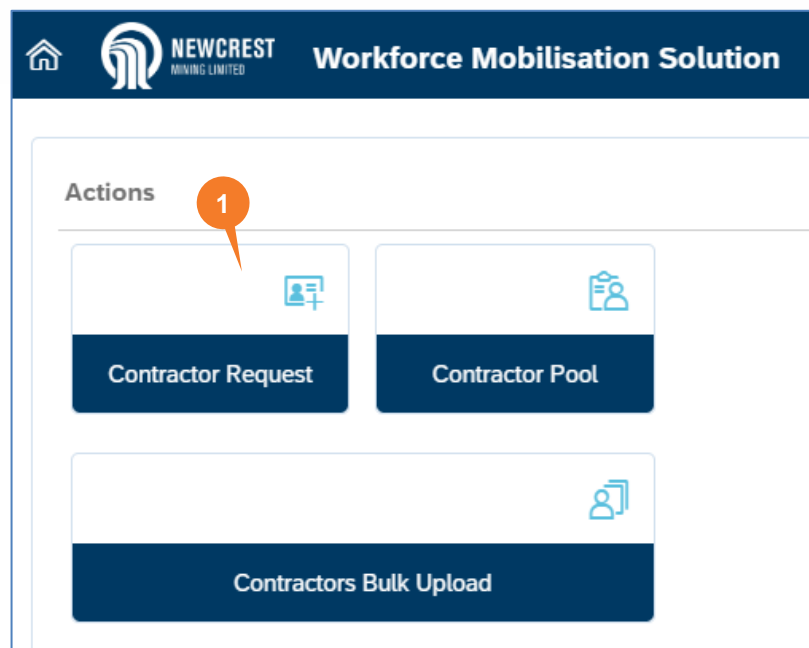 NEWCREST
MINING LIMITED
Workforce Mobilisation Solution
Actions
1
Contractor Request
Contractor Pool
Contractors Bulk Upload